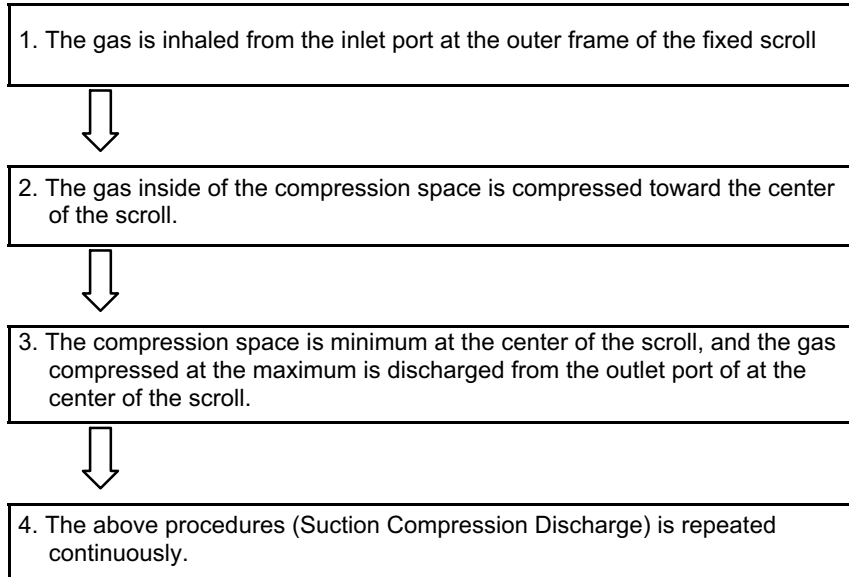 1. The gas is inhaled from the inlet port at the outer frame of the fixed scroll
2. The gas inside of the compression space is compressed toward the center
of the scroll.
3. The compression space is minimum at the center of the scroll, and the gas
compressed at the maximum is discharged from the outlet port of at the
center of the scroll.
4. The above procedures (Suction Compression Discharge) is repeated
continuously.